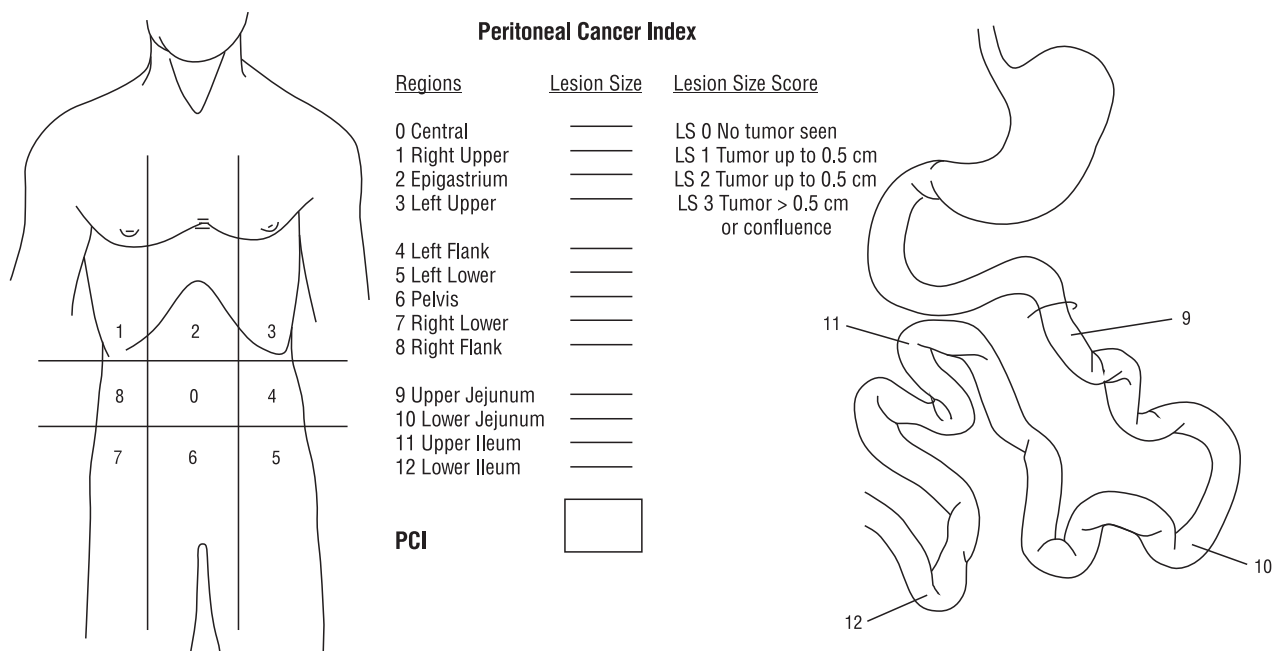 Peritoneal Cancer Index
Regions Lesion Size Lesion Size Score
0 Central LS 0 No tumor seen
1 Right Upper LS 1 Tumor up to 0.5 cm
2 Epigastrium LS 2 Tumor up to 0.5 cm
3 Left Upper LS 3 Tumor > 0.5 cm
or confluence
4 Left Flank
5 Left Lower
6 Pelvis
7 Right Lower
8 Right Flank
9 Upper Jejunum
10 Lower Jejunum
11 Upper Ileum
12 Lower Ileum
PCI
1 2 3
8 0 4
7 6 5
11 9
10
12